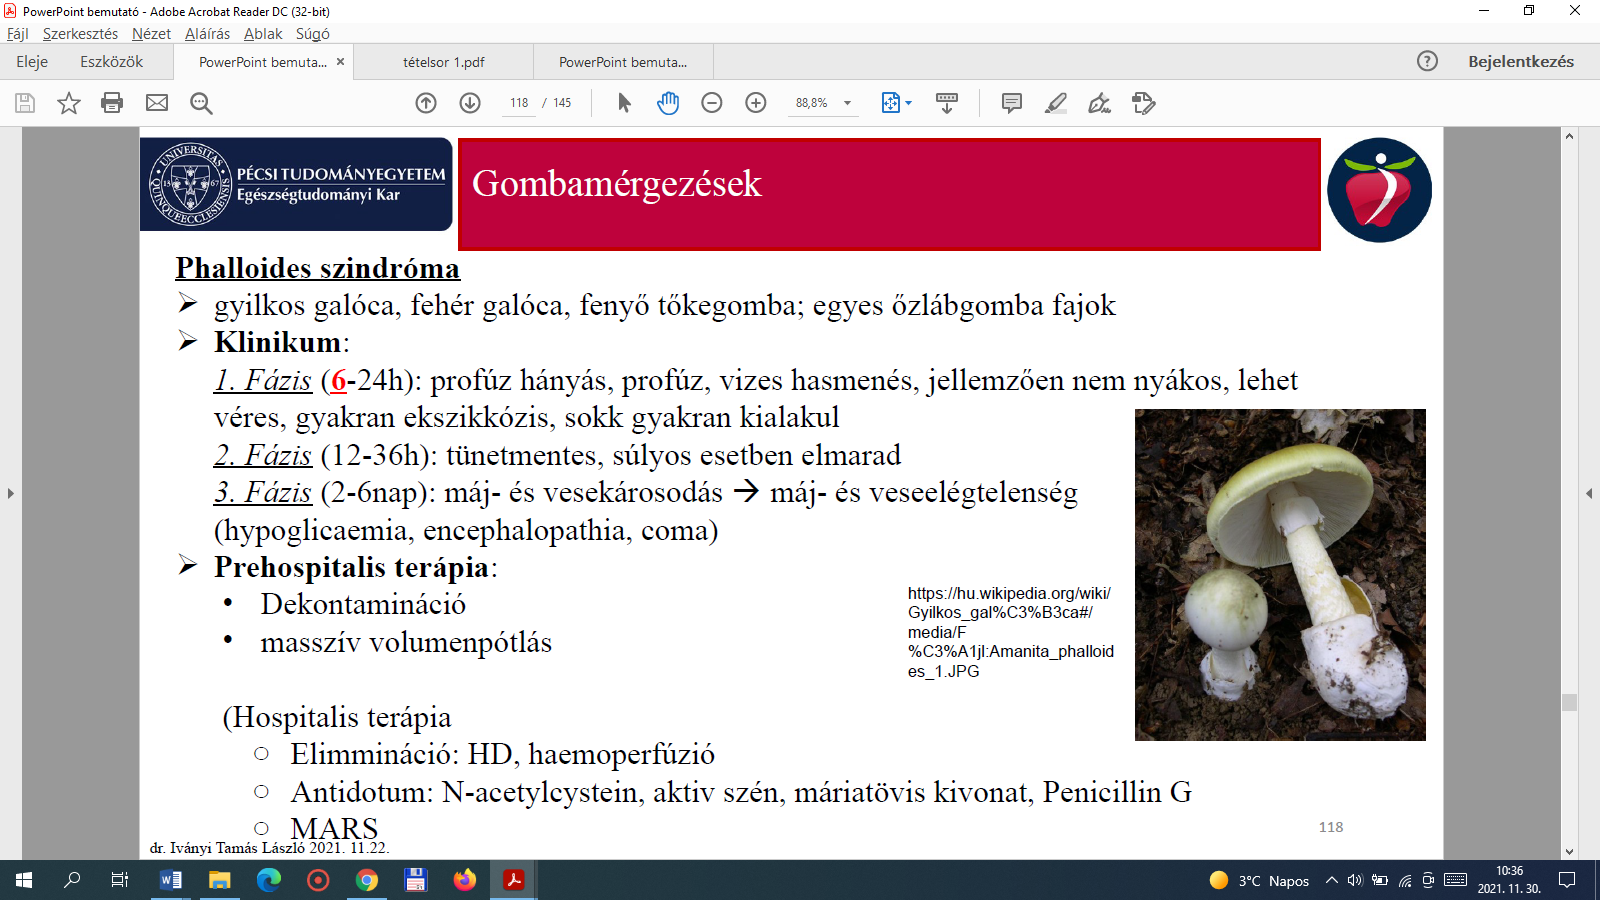 PowerPoint bemutató - Adobe Acrobat Reader DC (32-bit)
Fájl Szerkesztés Nézet Aláírás Ablak Súgó
Eleje Eszközök PowerPoint bemuta... × tételsor 1.pdf PowerPoint bemuta... Bejelentkezés
118 / 145 88,8%
UNIVERSITAS QUINQUEECCLESIENSIS 1367
PÉCSI TUDOMÁNYEGYETEM
Egészségtudományi Kar
Gombamérgezések
Phalloides szindróma
➢ gyilkos galóca, fehér galóca, fenyő tőkegomba; egyes őzlábgomba fajok
➢ Klinikum:
1. Fázis (6-24h): profúz hányás, profúz, vizes hasmenés, jellemzően nem nyákos, lehet
véres, gyakran ekszikkózis, sokk gyakran kialakul
2. Fázis (12-36h): tünetmentes, súlyos esetben elmarad
3. Fázis (2-6nap): máj- és vesekárosodás → máj- és veseelégtelenség
(hypoglicaemia, encephalopathia, coma)
➢ Prehospitalis terápia:
• Dekontamináció
• masszív volumenpótlás
https://hu.wikipedia.org/wiki/
Gyilkos_gal%C3%B3ca#/
media/F
%C3%A1jl:Amanita_phalloid
es_1.JPG
(Hospitalis terápia
○ Elimmináció: HD, haemoperfúzió
○ Antidotum: N-acetylcystein, aktiv szén, máriatövis kivonat, Penicillin G
○ MARS
118
dr. Iványi Tamás László 2021. 11.22.
3°C Napos
10:36
2021. 11. 30.